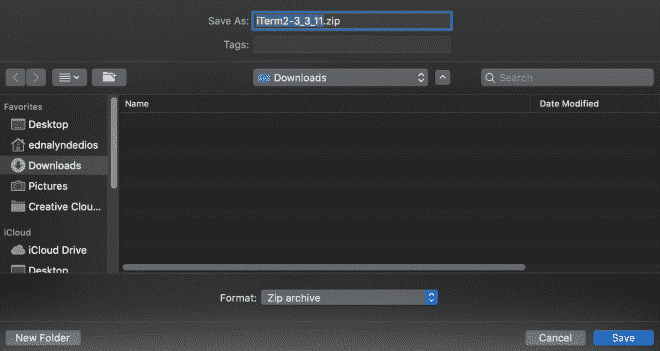 Save As: iTerm2-3_3_11.zip
Tags:
Downloads
Search
Favorites
Desktop
ednalyndedios
Downloads
Pictures
Creative Clou...
iCloud
iCloud Drive
Desktop
Name Date Modified
Format: Zip archive
New Folder Cancel Save